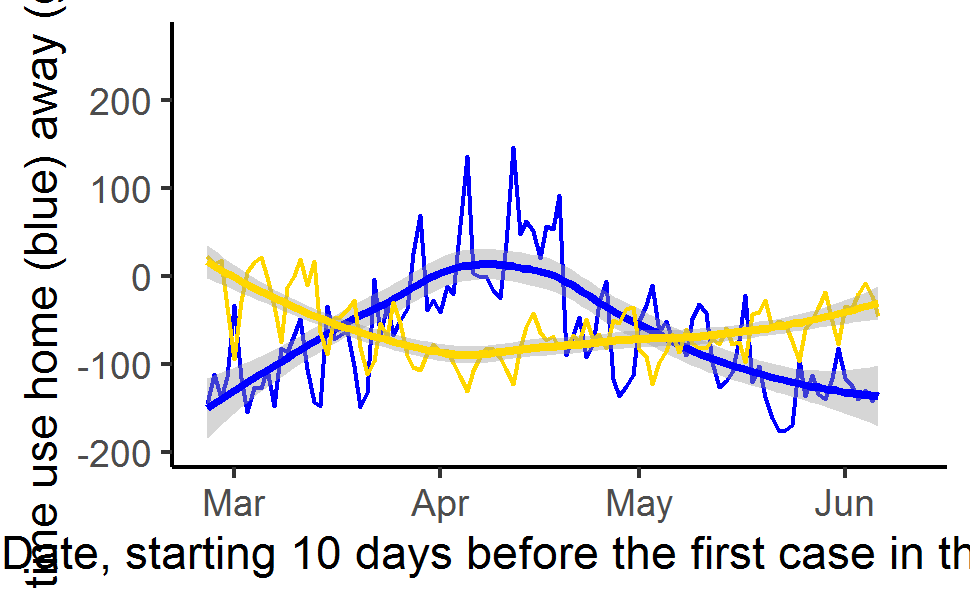 time use home (blue) away (
200
100
0
-100
-200
Mar Apr May Jun
Date, starting 10 days before the first case in